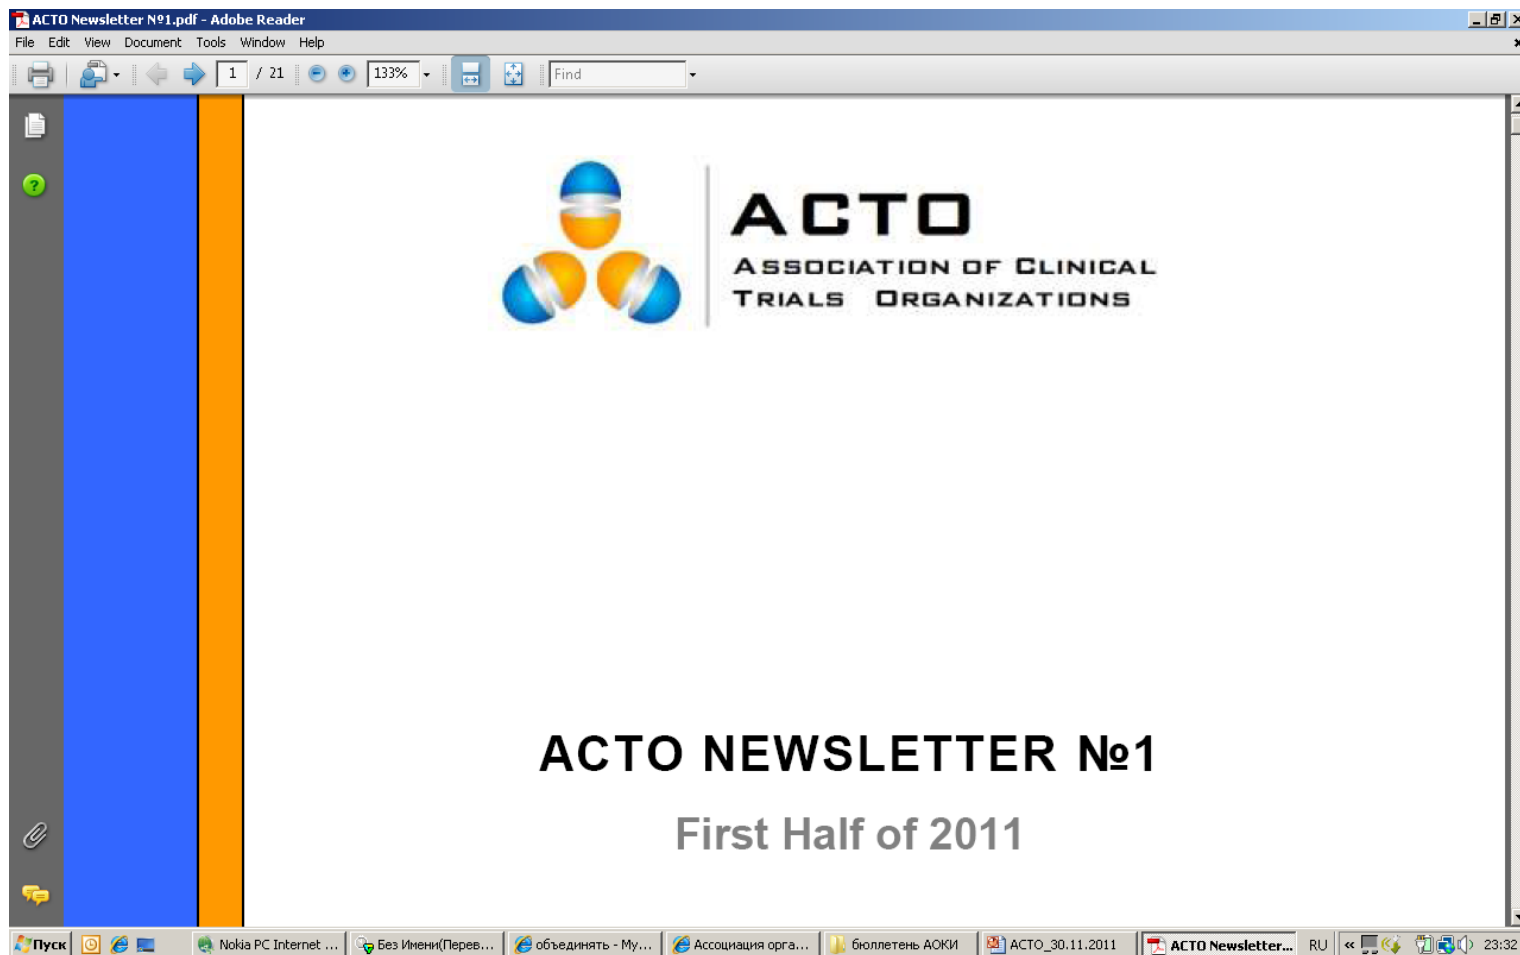 ACTO Newsletter №1.pdf - Adobe Reader
File Edit View Document Tools Window Help
1 / 21 133% Find
ACTO
ASSOCIATION OF CLINICAL
TRIALS ORGANIZATIONS
ACTO NEWSLETTER №1
First Half of 2011
Пуск Nokia PC Internet ... Без Имени(Перев... объединять - My... Ассоциация орга... бюллетень АОКИ ACTO_30.11.2011 ACTO Newsletter... RU « 23:32